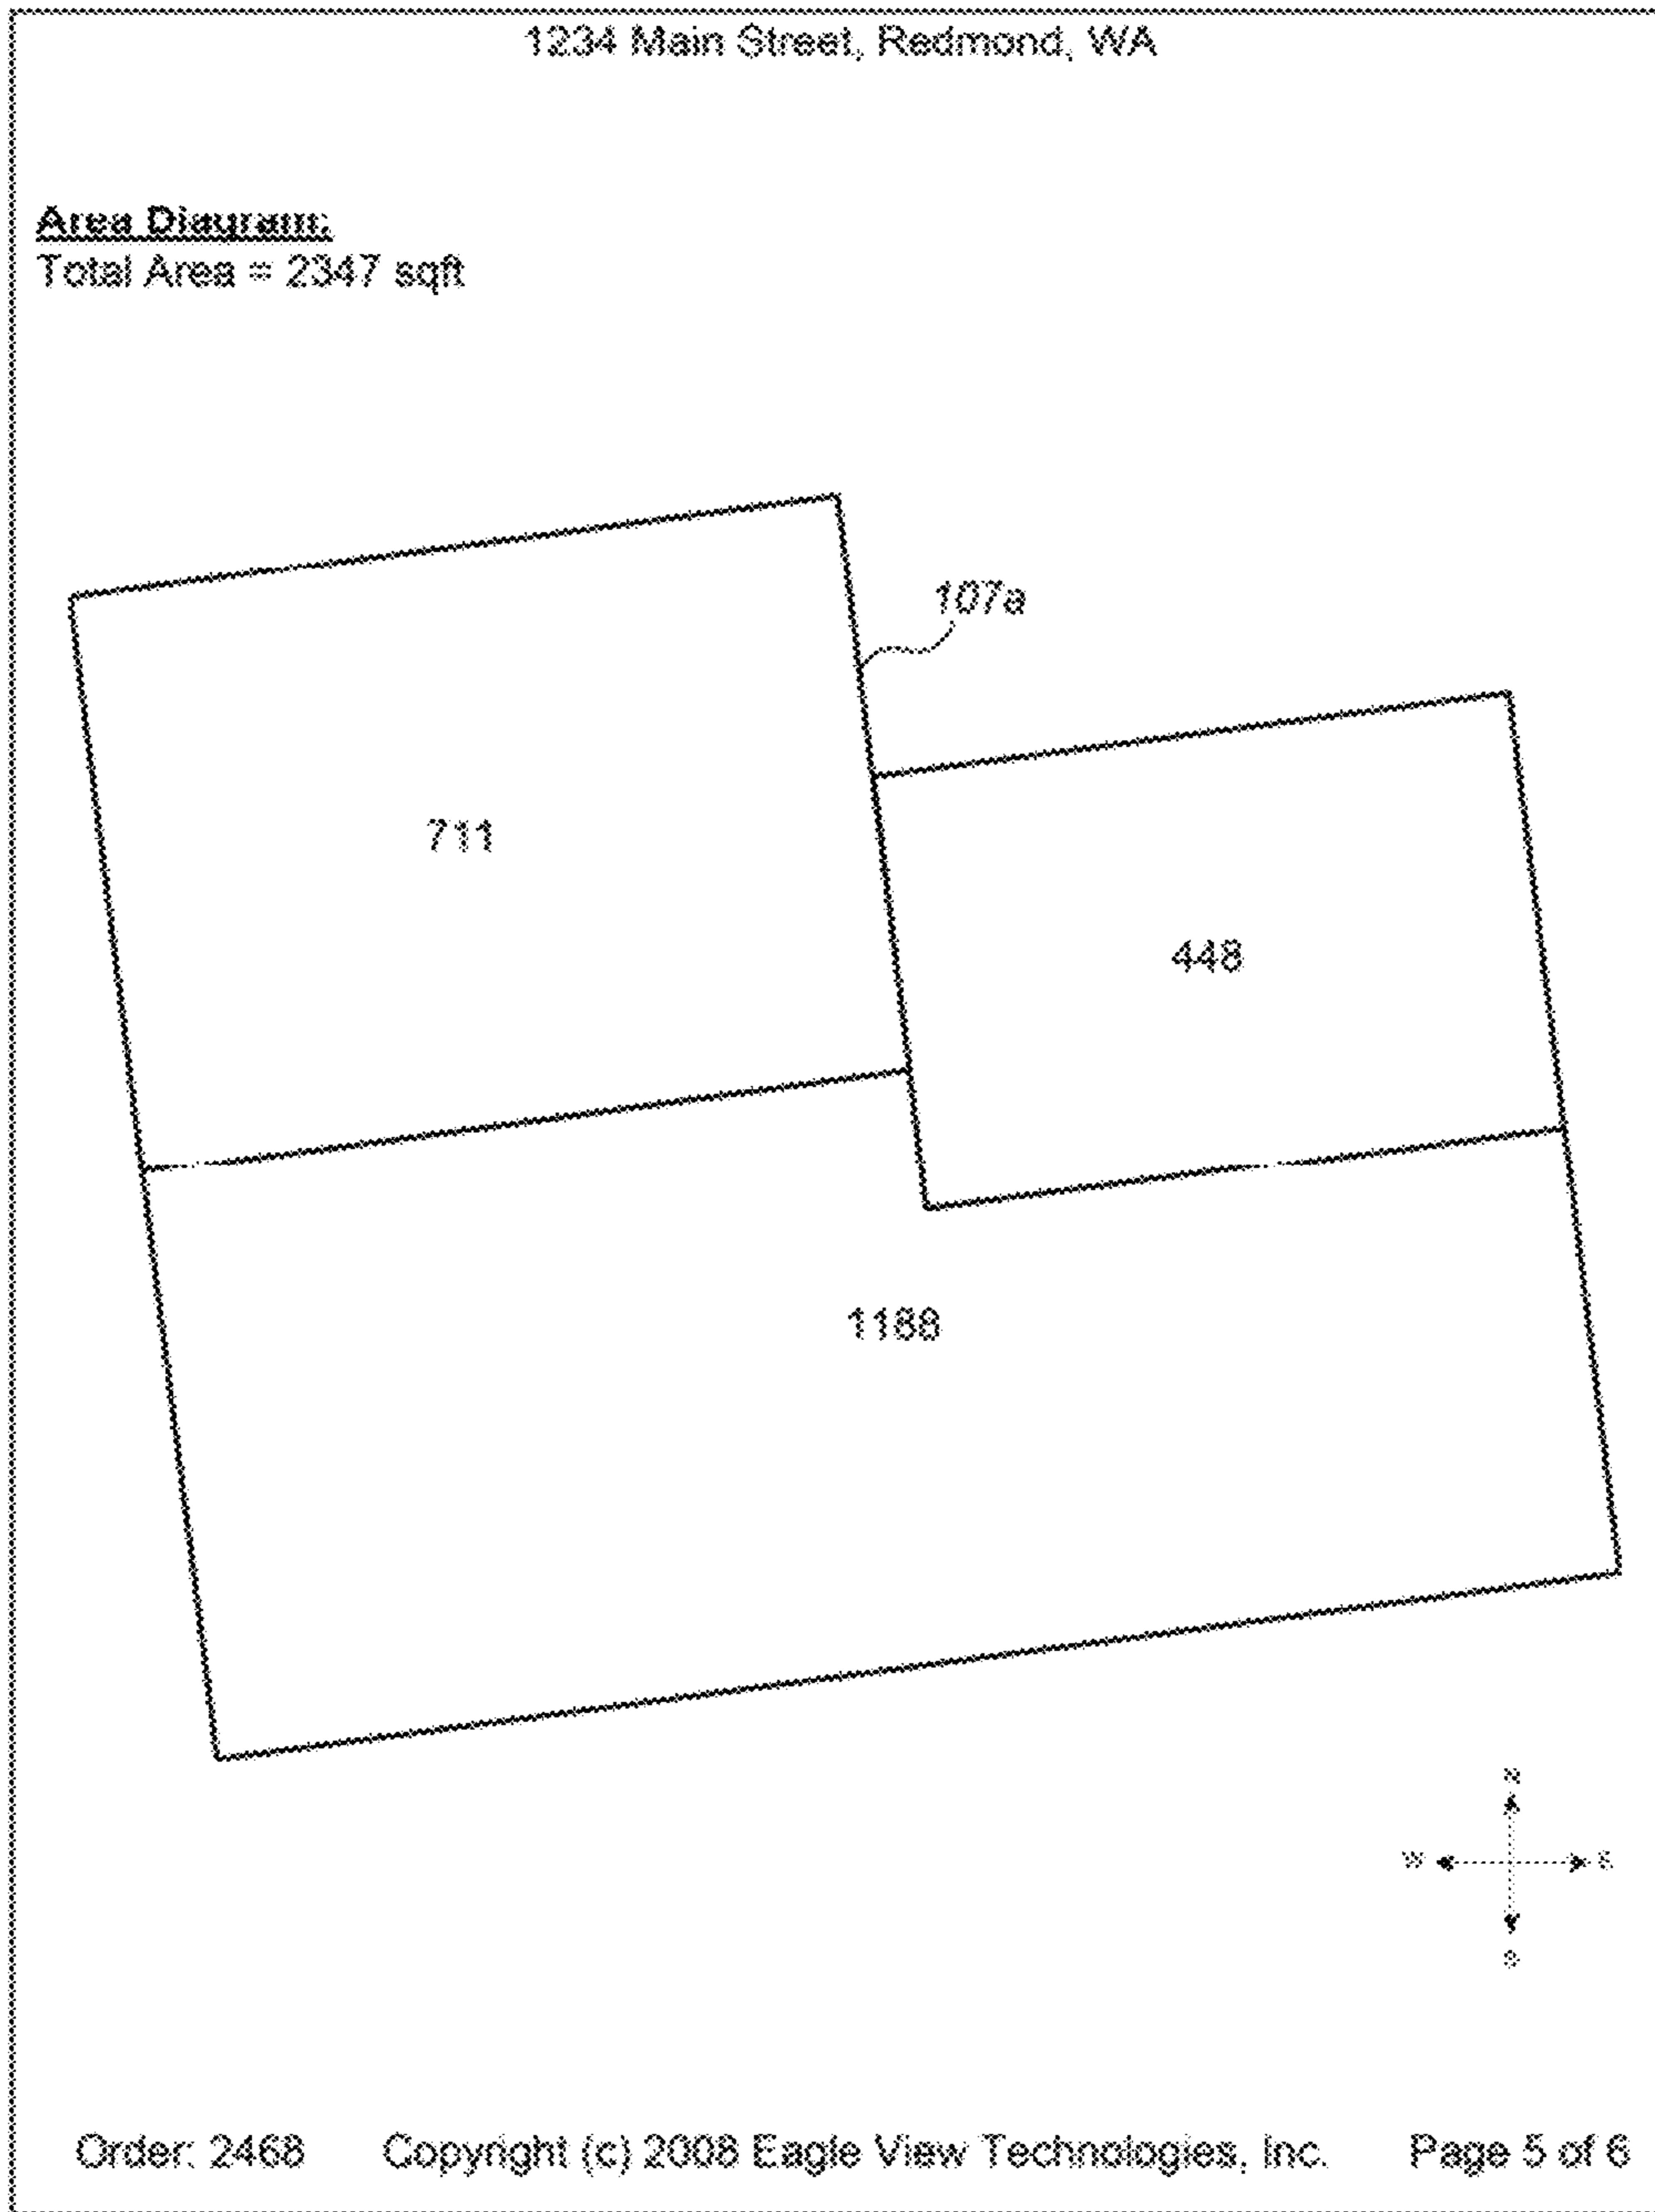 1234 Main Street, Redmond, WA
Area Diagram:
Total Area = 2347 sqft
107a
711
448
1188
N
W E
S
Order: 2468 Copyright (c) 2008 Eagle View Technologies, Inc. Page 5 of 6